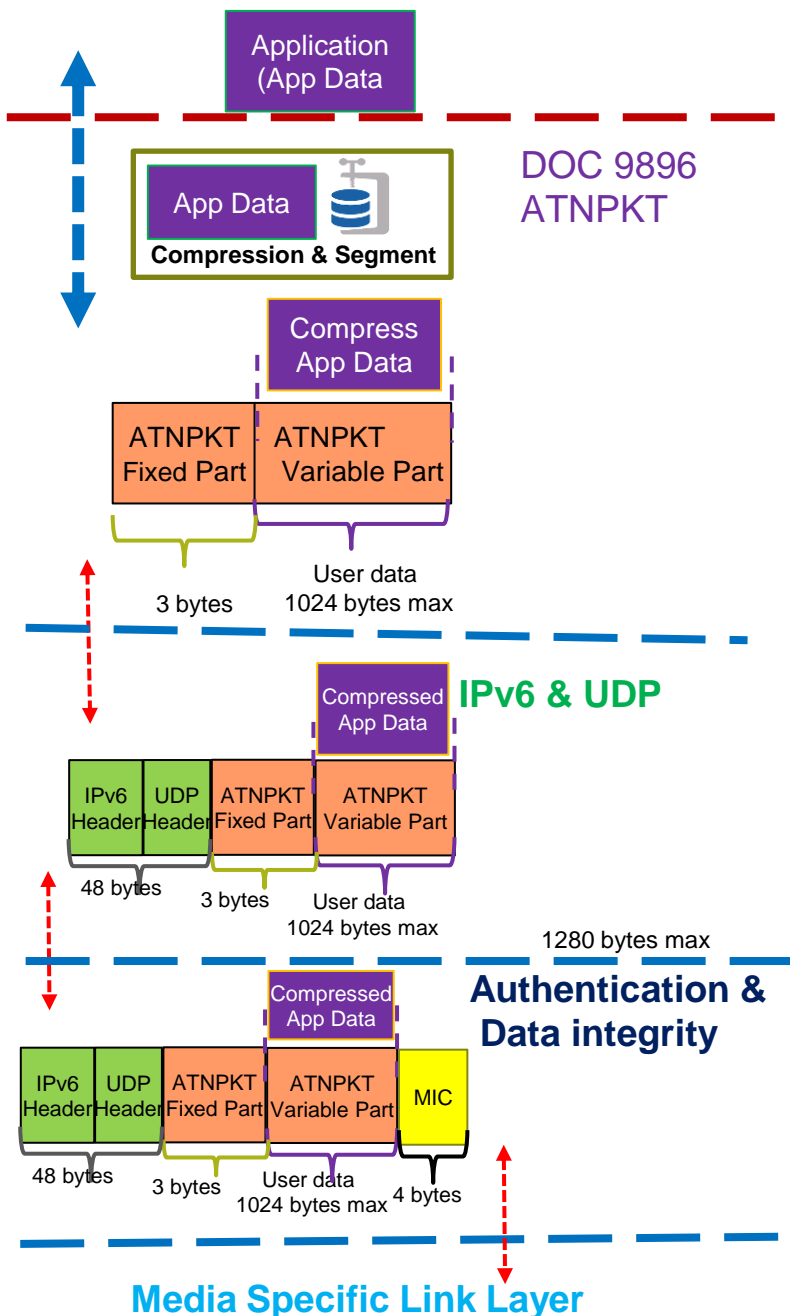 Application
(App Data
DOC 9896
ATNPKT
App Data
Compression & Segment
Compress
App Data
ATNPKT
Fixed Part
ATNPKT
Variable Part
3 bytes
User data
1024 bytes max
Compressed
App Data
IPv6 & UDP
IPv6
Header
UDP
Header
ATNPKT
Fixed Part
ATNPKT
Variable Part
48 bytes
3 bytes
User data
1024 bytes max
1280 bytes max
Compressed
App Data
Authentication &
Data integrity
IPv6
Header
UDP
Header
ATNPKT
Fixed Part
ATNPKT
Variable Part
MIC
48 bytes
3 bytes
User data
1024 bytes max
4 bytes
Media Specific Link Layer